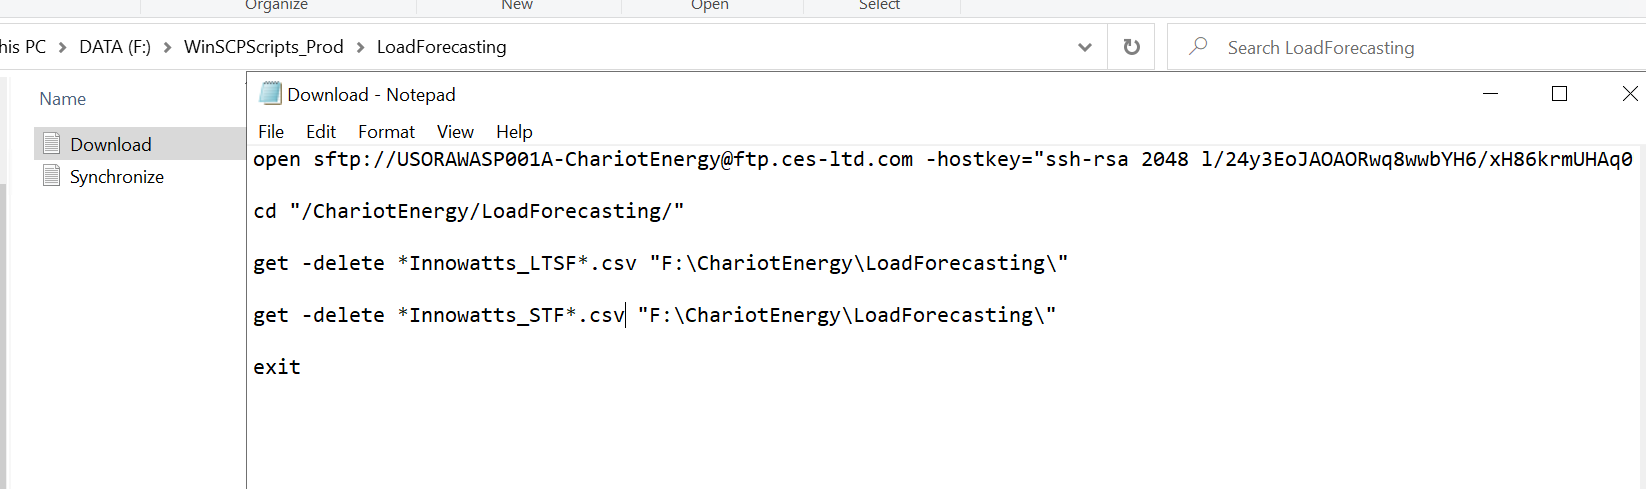 Organize New Open Select
his PC > DATA (F:) > WinSCPScripts_Prod > LoadForecasting
Search LoadForecasting
Name
Download
Synchronize
Download - Notepad
File Edit Format View Help
open sftp://USORAWASP001A-ChariotEnergy@ftp.ces-ltd.com -hostkey="ssh-rsa 2048 l/24y3EoJAOAORwq8wwbYH6/xH86krmUHAq0
cd "/ChariotEnergy/LoadForecasting/"
get -delete *Innowatts_LTSF*.csv "F:\ChariotEnergy\LoadForecasting\"
get -delete *Innowatts_STF*.csv "F:\ChariotEnergy\LoadForecasting\"
exit